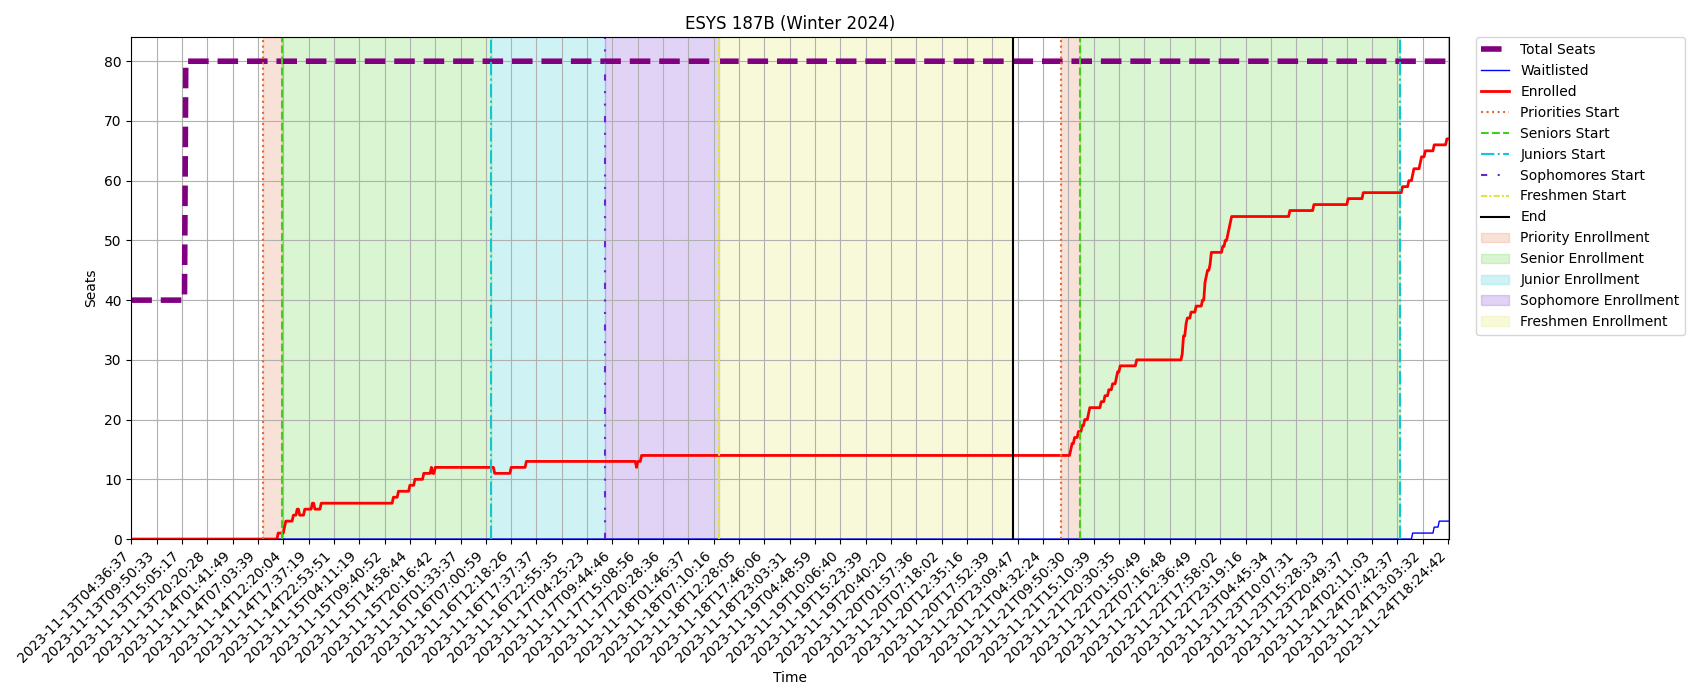 ESYS 187B (Winter 2024)
Total Seats
Waitlisted
Enrolled
Priorities Start
Seniors Start
Juniors Start
Sophomores Start
Freshmen Start
End
Priority Enrollment
Senior Enrollment
Junior Enrollment
Sophomore Enrollment
Freshmen Enrollment
Seats
80
70
60
50
40
30
20
10
0
2023-11-13T04:36:37
2023-11-13T09:50:33
2023-11-13T15:05:17
2023-11-13T20:20:28
2023-11-14T01:41:49
2023-11-14T07:03:39
2023-11-14T12:20:04
2023-11-14T17:37:19
2023-11-14T22:53:51
2023-11-15T04:11:19
2023-11-15T09:40:52
2023-11-15T14:58:44
2023-11-15T20:16:42
2023-11-16T01:33:37
2023-11-16T07:00:59
2023-11-16T12:18:26
2023-11-16T17:37:37
2023-11-16T22:55:35
2023-11-17T04:25:23
2023-11-17T09:44:46
2023-11-17T15:08:56
2023-11-17T20:28:36
2023-11-18T01:46:37
2023-11-18T07:10:16
2023-11-18T12:28:05
2023-11-18T17:46:06
2023-11-18T23:03:31
2023-11-19T04:48:59
2023-11-19T10:06:40
2023-11-19T15:23:39
2023-11-19T20:40:20
2023-11-20T01:57:36
2023-11-20T07:18:02
2023-11-20T12:35:16
2023-11-20T17:52:39
2023-11-20T23:09:47
2023-11-21T04:32:24
2023-11-21T09:50:30
2023-11-21T15:10:39
2023-11-21T20:30:35
2023-11-22T01:50:49
2023-11-22T07:16:48
2023-11-22T12:36:49
2023-11-22T17:58:02
2023-11-22T23:19:16
2023-11-23T04:45:34
2023-11-23T10:07:31
2023-11-23T15:28:33
2023-11-23T20:49:37
2023-11-24T02:11:03
2023-11-24T07:42:37
2023-11-24T13:03:32
2023-11-24T18:24:42
Time